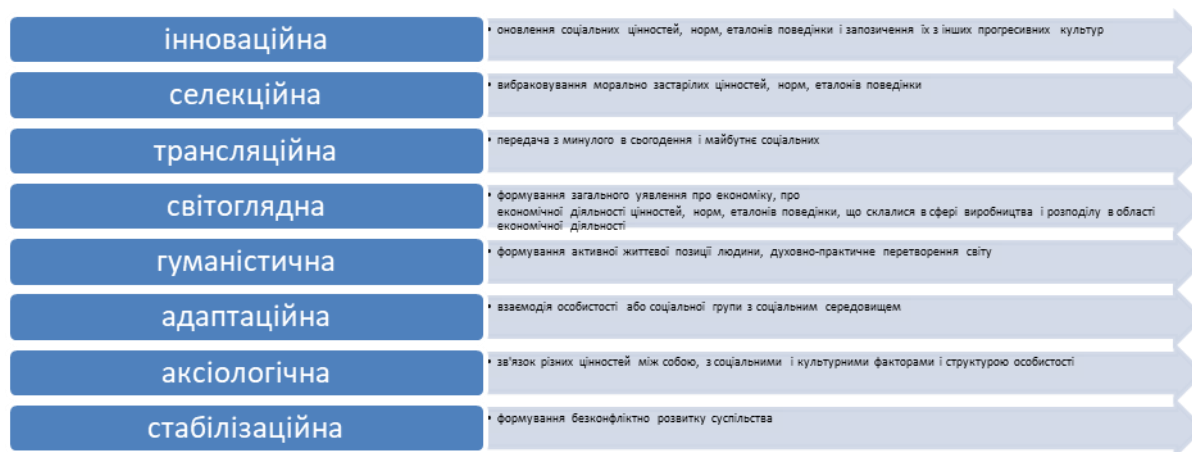 інноваційна
• оновлення соціальних цінностей, норм, еталонів поведінки і запозичення їх з інших прогресивних культур
селекційна
• вибраковування морально застарілих цінностей, норм, еталонів поведінки
трансляційна
• передача з минулого в сьогодення і майбутнє соціальних
світоглядна
• формування загального уявлення про економіку, про
економічної діяльності цінностей, норм, еталонів поведінки, що склалися в сфері виробництва і розподілу в області
економічної діяльності
гуманістична
• формування активної життєвої позиції людини, духовно-практичне перетворення світу
адаптаційна
• взаємодія особистості або соціальної групи з соціальним середовищем
аксіологічна
• зв'язок різних цінностей між собою, з соціальними і культурними факторами і структурою особистості
стабілізаційна
• формування безконфліктно розвитку суспільства